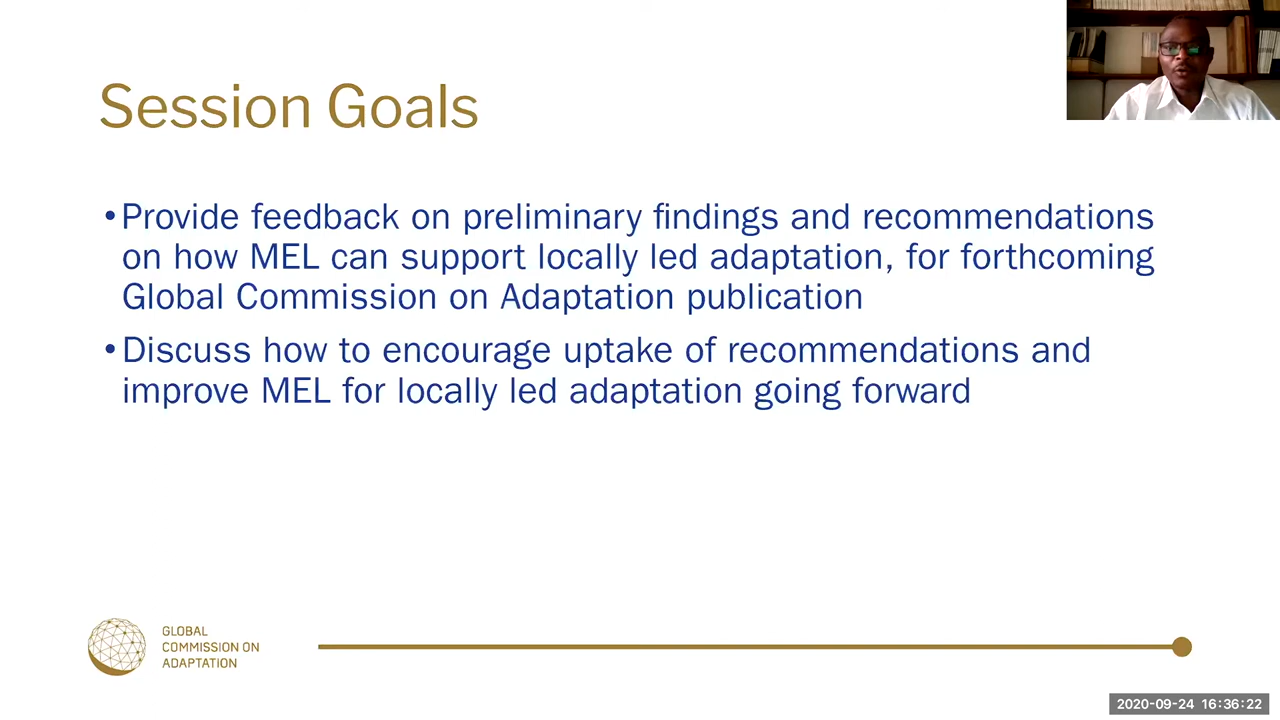 Session Goals
•Provide feedback on preliminary findings and recommendations
on how MEL can support locally led adaptation, for forthcoming
Global Commission on Adaptation publication
•Discuss how to encourage uptake of recommendations and
improve MEL for locally led adaptation going forward
GLOBAL
COMMISSION ON
ADAPTATION
2020-09-24 16:36:22